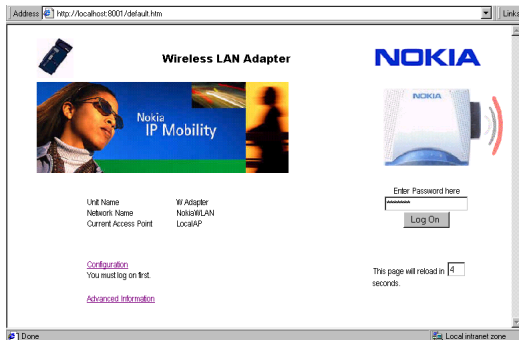 Address http://localhost:8001/default.htm Links
Wireless LAN Adapter
NOKIA
Nokia
IP Mobility
NOKIA
Enter Password here
********
Log On
Unit Name W Adapter
Network Name NokiaWLAN
Current Access Point LocalAP
Configuration
You must log on first.
This page will reload in 4
seconds.
Advanced Information
Done Local intranet zone